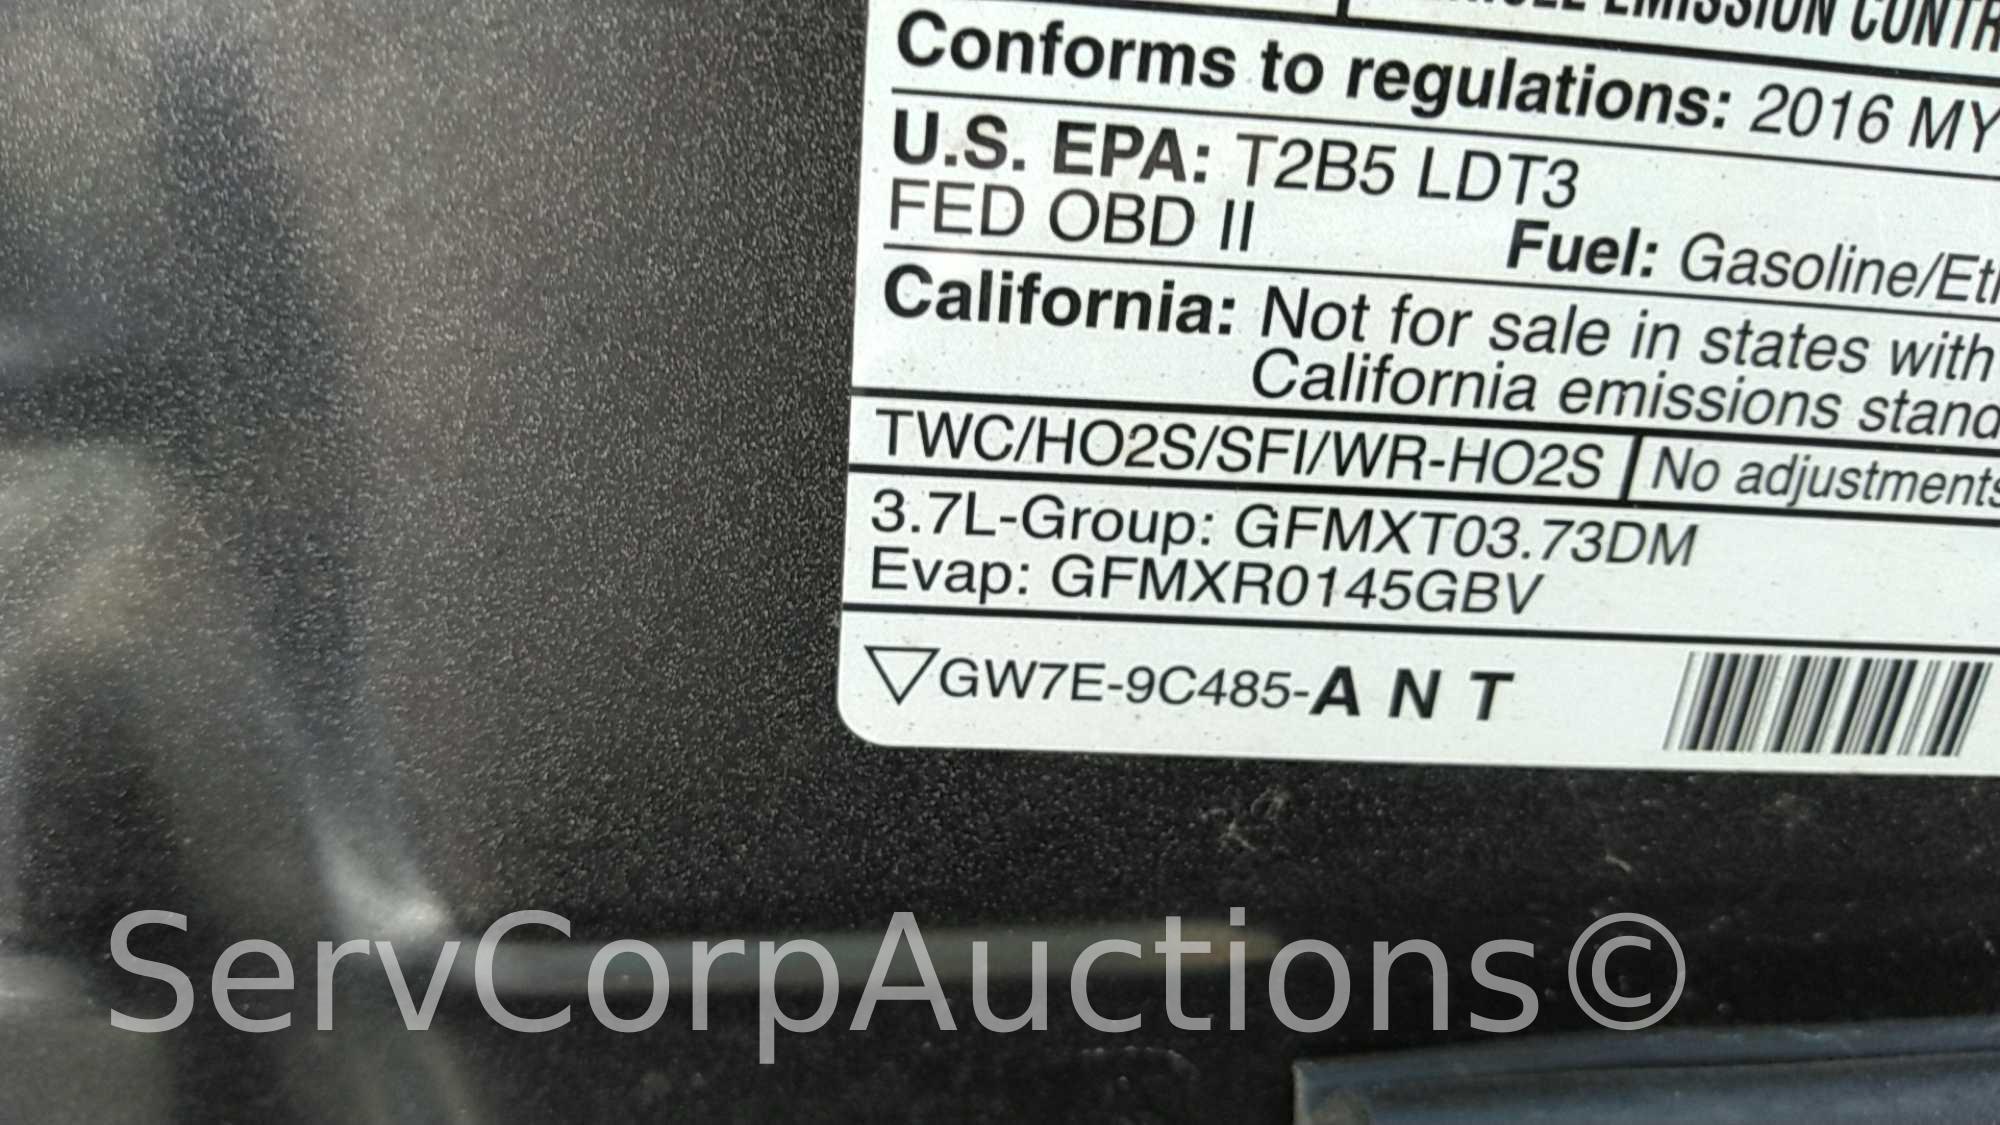 EMISSION CONTR
Conforms to regulations: 2016 MY
U.S. EPA: T2B5 LDT3
FED OBD II Fuel: Gasoline/Eth
California: Not for sale in states with
California emissions stand
TWC/HO2S/SFI/WR-HO2S No adjustments
3.7L-Group: GFMXT03.73DM
Evap: GFMXR0145GBV
GW7E-9C485-A N T
ServCorpAuctions©